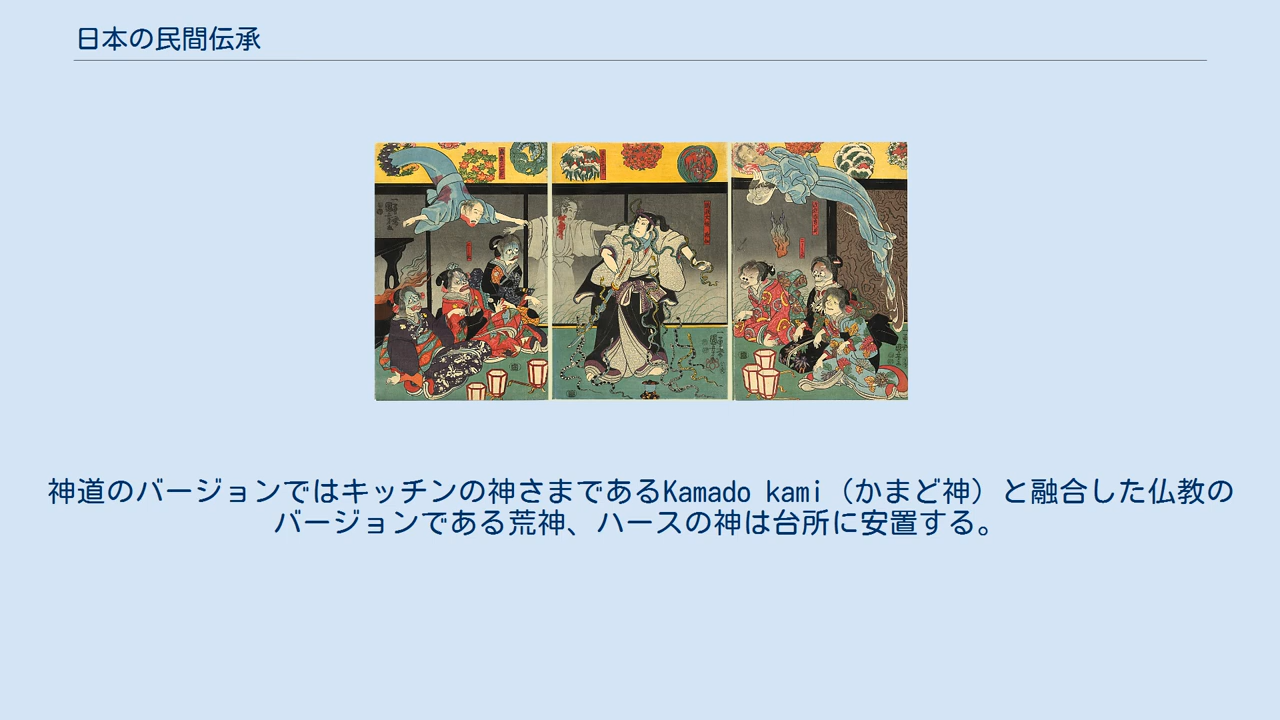 日本の民間伝承
神道のバージョンではキッチンの神さまであるKamado kami（かまど神）と融合した仏教の
バージョンである荒神、ハースの神は台所に安置する。